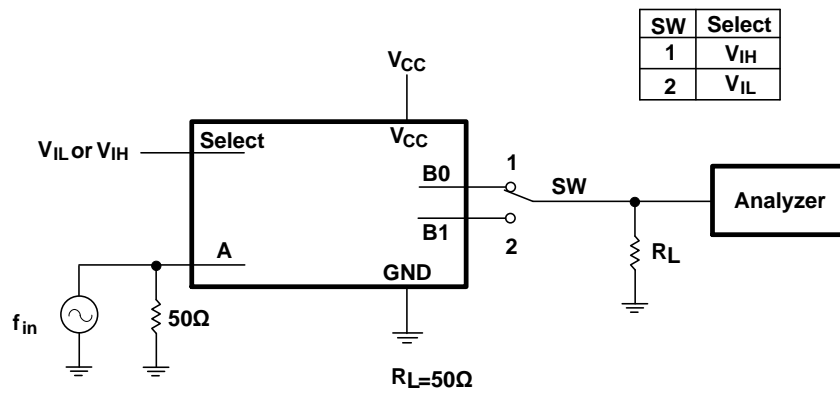 SW Select
1 VIH
2 VIL
VCC
VCC
Select
VIL or VIH
B0
1
SW
Analyzer
B1
2
A
RL
GND
fin
50Ω
RL=50Ω